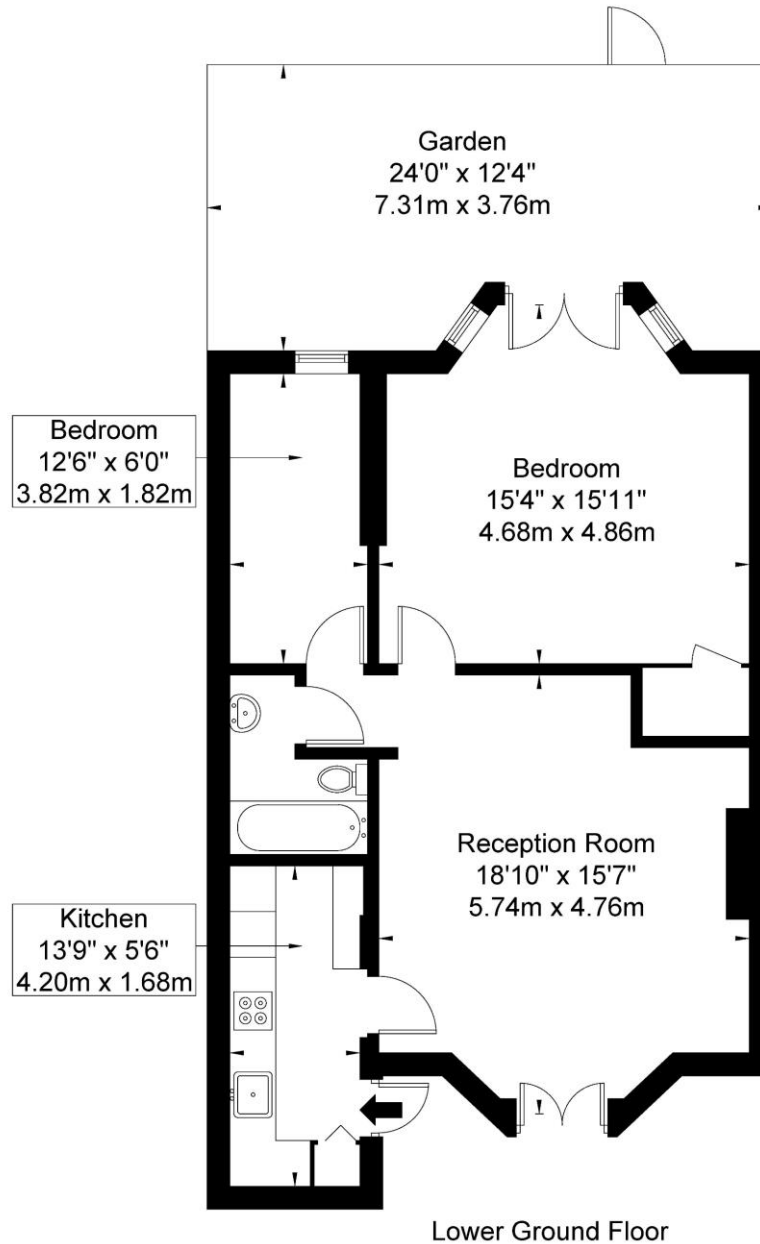 Garden
24'0" x 12'4"
7.31m x 3.76m
Bedroom
12'6" x 6'0"
3.82m x 1.82m
Bedroom
15'4" x 15'11"
4.68m x 4.86m
Reception Room
18'10" x 15'7"
5.74m x 4.76m
Kitchen
13'9" x 5'6"
4.20m x 1.68m
Lower Ground Floor